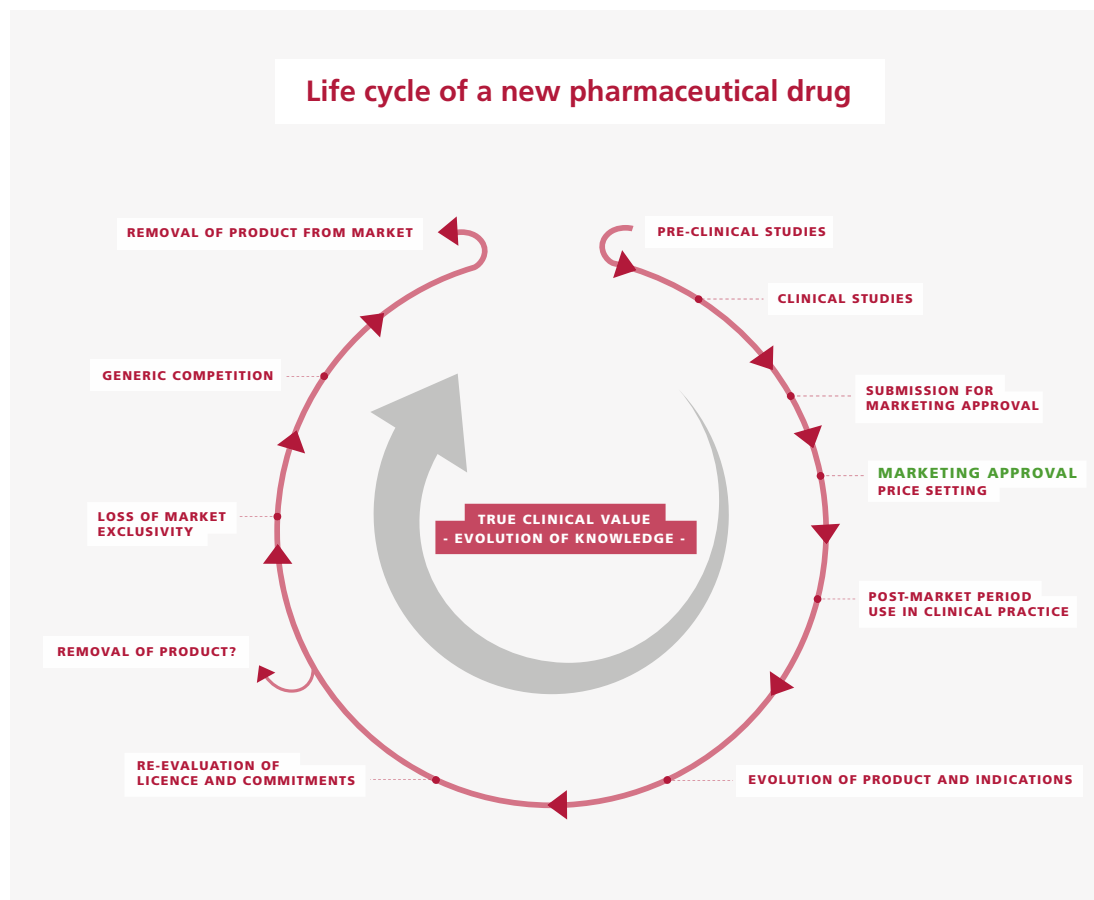 Life cycle of a new pharmaceutical drug
PRE-CLINICAL STUDIES
CLINICAL STUDIES
SUBMISSION FOR
MARKETING APPROVAL
MARKETING APPROVAL
PRICE SETTING
POST-MARKET PERIOD
USE IN CLINICAL PRACTICE
EVOLUTION OF PRODUCT AND INDICATIONS
RE-EVALUATION OF
LICENCE AND COMMITMENTS
REMOVAL OF PRODUCT?
LOSS OF MARKET
EXCLUSIVITY
GENERIC COMPETITION
REMOVAL OF PRODUCT FROM MARKET
TRUE CLINICAL VALUE
- EVOLUTION OF KNOWLEDGE -